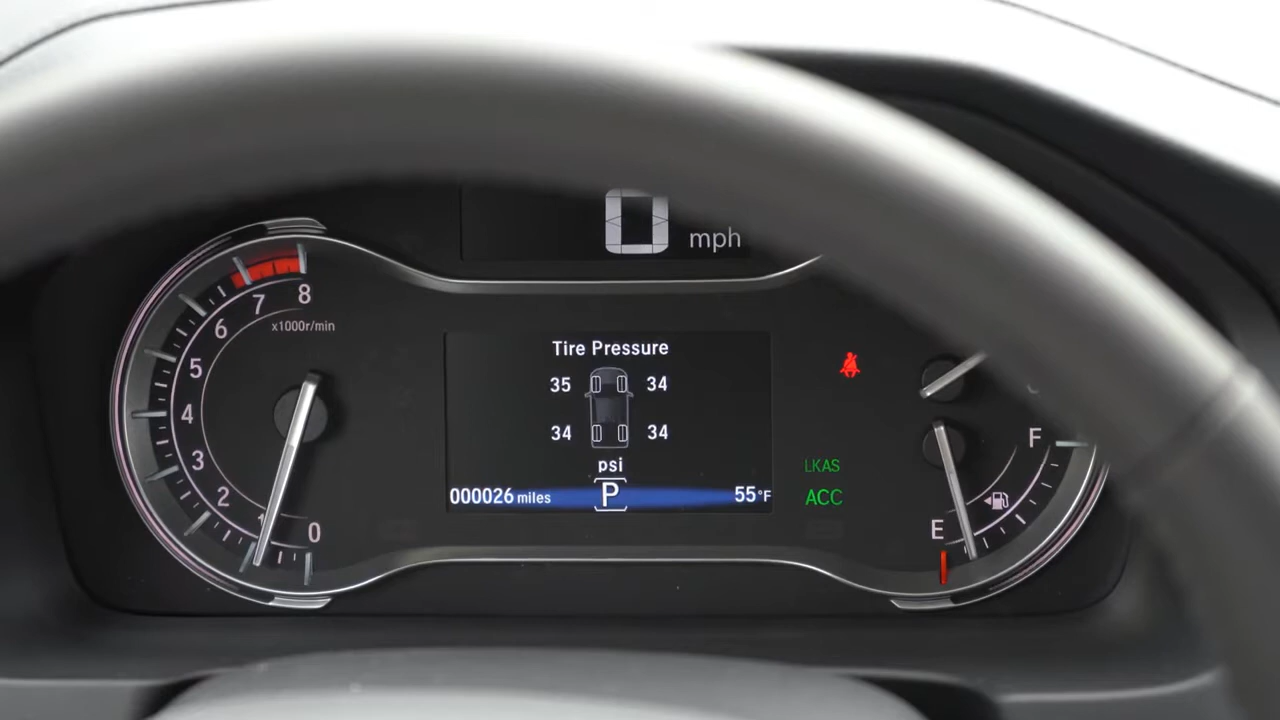 0 mph
8
7
6
x1000r/min
5
4
3
2
1
0
Tire Pressure
35 34
34 34
psi
000026 miles P 55°F
LKAS
ACC
F
E